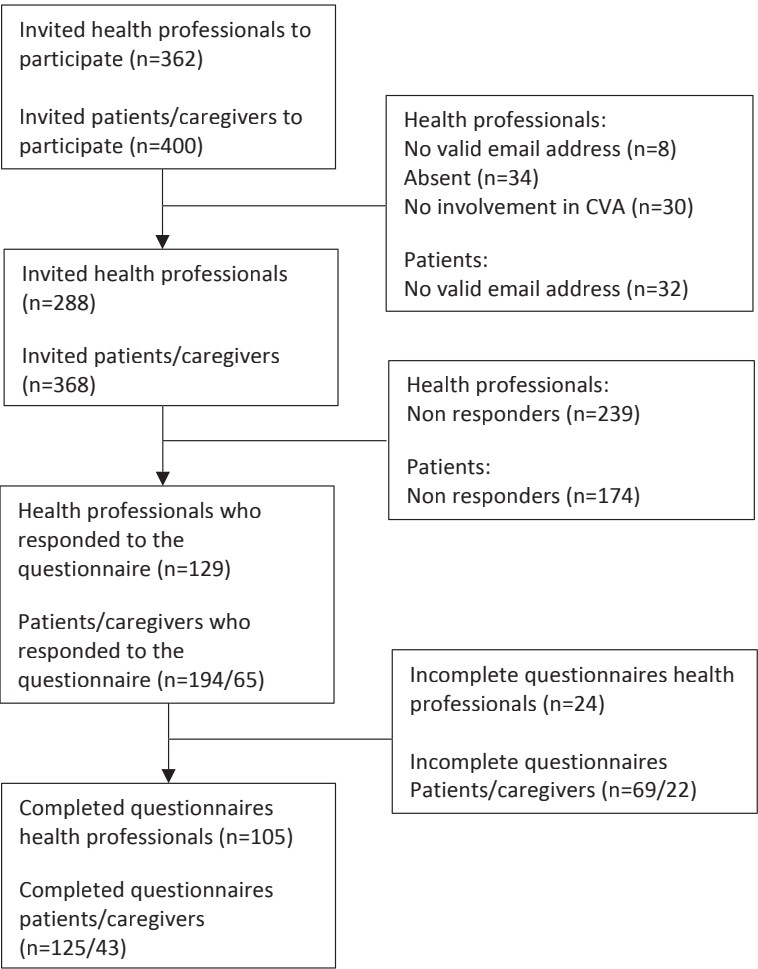 Invited health professionals to
participate (n=362)
Invited patients/caregivers to
participate (n=400)
Health professionals:
No valid email address (n=8)
Absent (n=34)
No involvement in CVA (n=30)
Patients:
No valid email address (n=32)
Invited health professionals
(n=288)
Invited patients/caregivers
(n=368)
Health professionals:
Non responders (n=239)
Patients:
Non responders (n=174)
Health professionals who
responded to the
questionnaire (n=129)
Patients/caregivers who
responded to the
questionnaire (n=194/65)
Incomplete questionnaires health
professionals (n=24)
Incomplete questionnaires
Patients/caregivers (n=69/22)
Completed questionnaires
health professionals (n=105)
Completed questionnaires
patients/caregivers
(n=125/43)